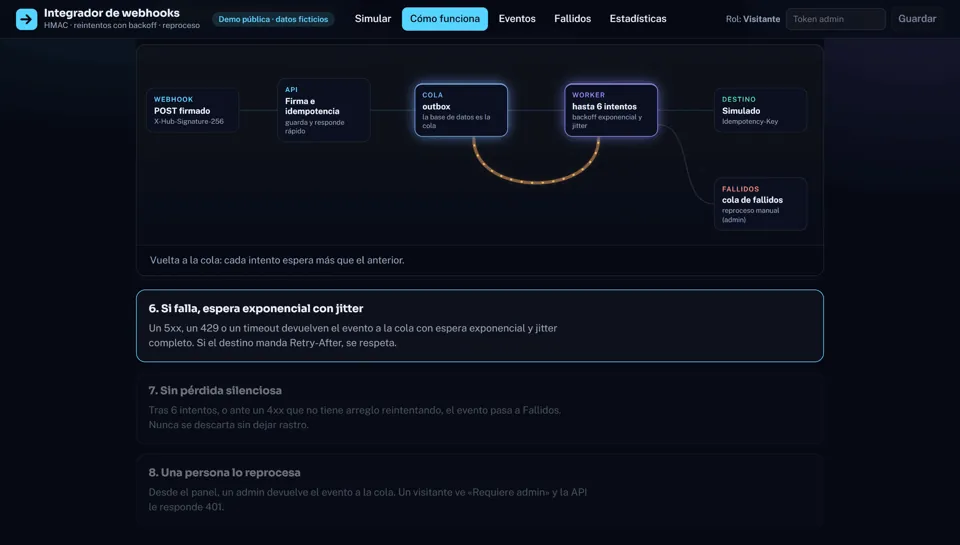 Integrador de webhooks
HMAC · reintentos con backoff · reproceso
Demo pública · datos ficticios
Simular
Cómo funciona
Eventos
Fallidos
Estadísticas
Rol: Visitante
Token admin
Guardar
WEBHOOK
POST firmado
X-Hub-Signature-256
API
Firma e
idempotencia
guarda y responde
rápido
COLA
outbox
la base de datos es la
cola
WORKER
hasta 6 intentos
backoff exponencial y
jitter
DESTINO
Simulado
Idempotency-Key
FALLIDOS
cola de fallidos
reproceso manual
(admin)
Vuelta a la cola: cada intento espera más que el anterior.
6. Si falla, espera exponencial con jitter
Un 5xx, un 429 o un timeout devuelven el evento a la cola con espera exponencial y jitter
completo. Si el destino manda Retry-After, se respeta.
7. Sin pérdida silenciosa
Tras 6 intentos, o ante un 4xx que no tiene arreglo reintentando, el evento pasa a Fallidos.
Nunca se descarta sin dejar rastro.
8. Una persona lo reprocesa
Desde el panel, un admin devuelve el evento a la cola. Un visitante ve «Requiere admin» y la API
le responde 401.